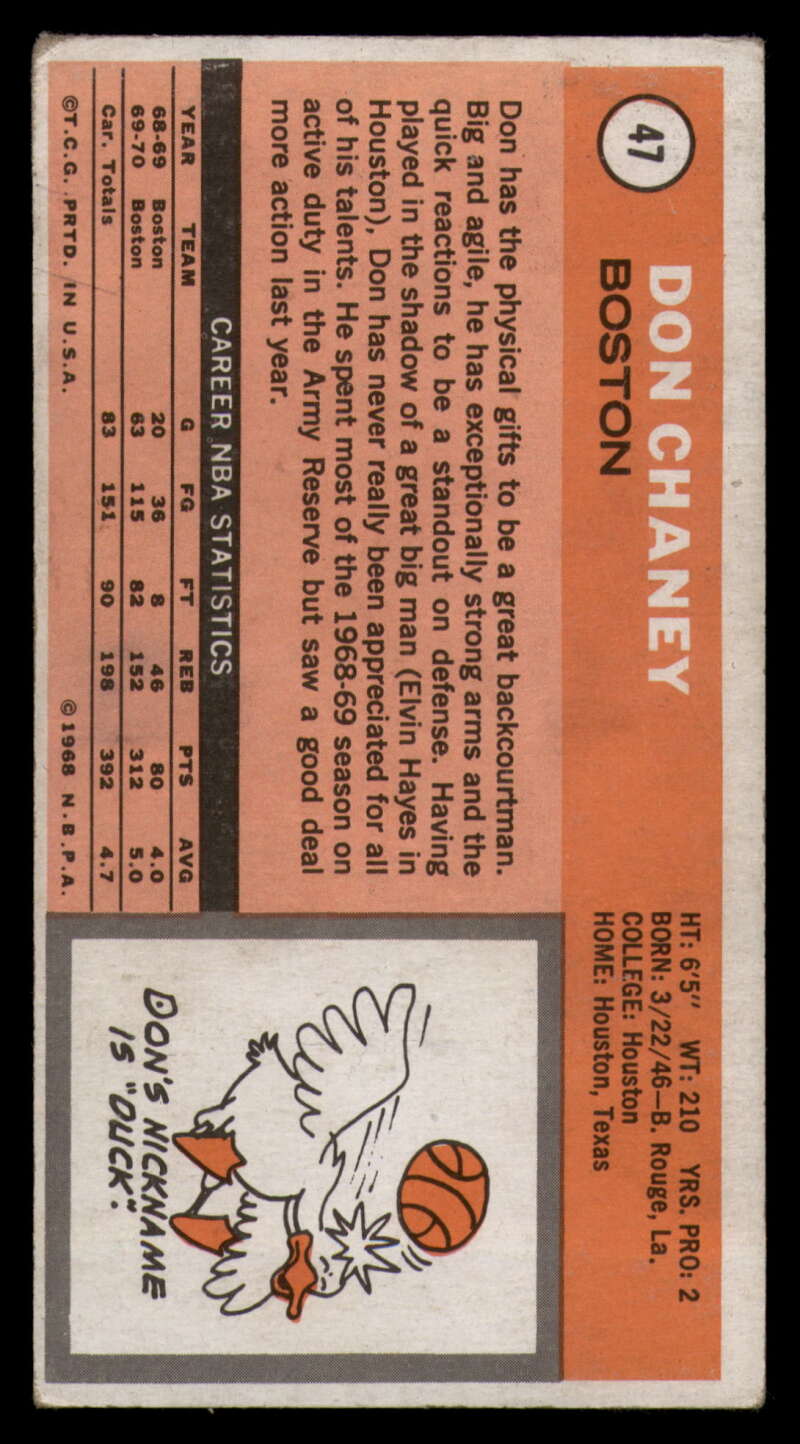 47
DON CHANEY
BOSTON
HT: 6'5" WT: 210 YRS. PRO: 2
BORN: 3/22/46—B. Rouge, La.
COLLEGE: Houston
HOME: Houston, Texas
Don has the physical gifts to be a great backcourtman.
Big and agile, he has exceptionally strong arms and the
quick reactions to be a standout on defense. Having
played in the shadow of a great big man (Elvin Hayes in
Houston), Don has never really been appreciated for all
of his talents. He spent most of the 1968-69 season on
active duty in the Army Reserve but saw a good deal
more action last year.
CAREER NBA STATISTICS
YEAR TEAM G FG FT REB PTS AVG
68-69 Boston 20 36 8 46 80 4.0
69-70 Boston 63 115 82 152 312 5.0
Car. Totals 83 151 90 198 392 4.7
©T.C.G. PRTD. IN U.S.A. ©1968 N.B.P.A.
DON'S NICKNAME
IS "DUCK".